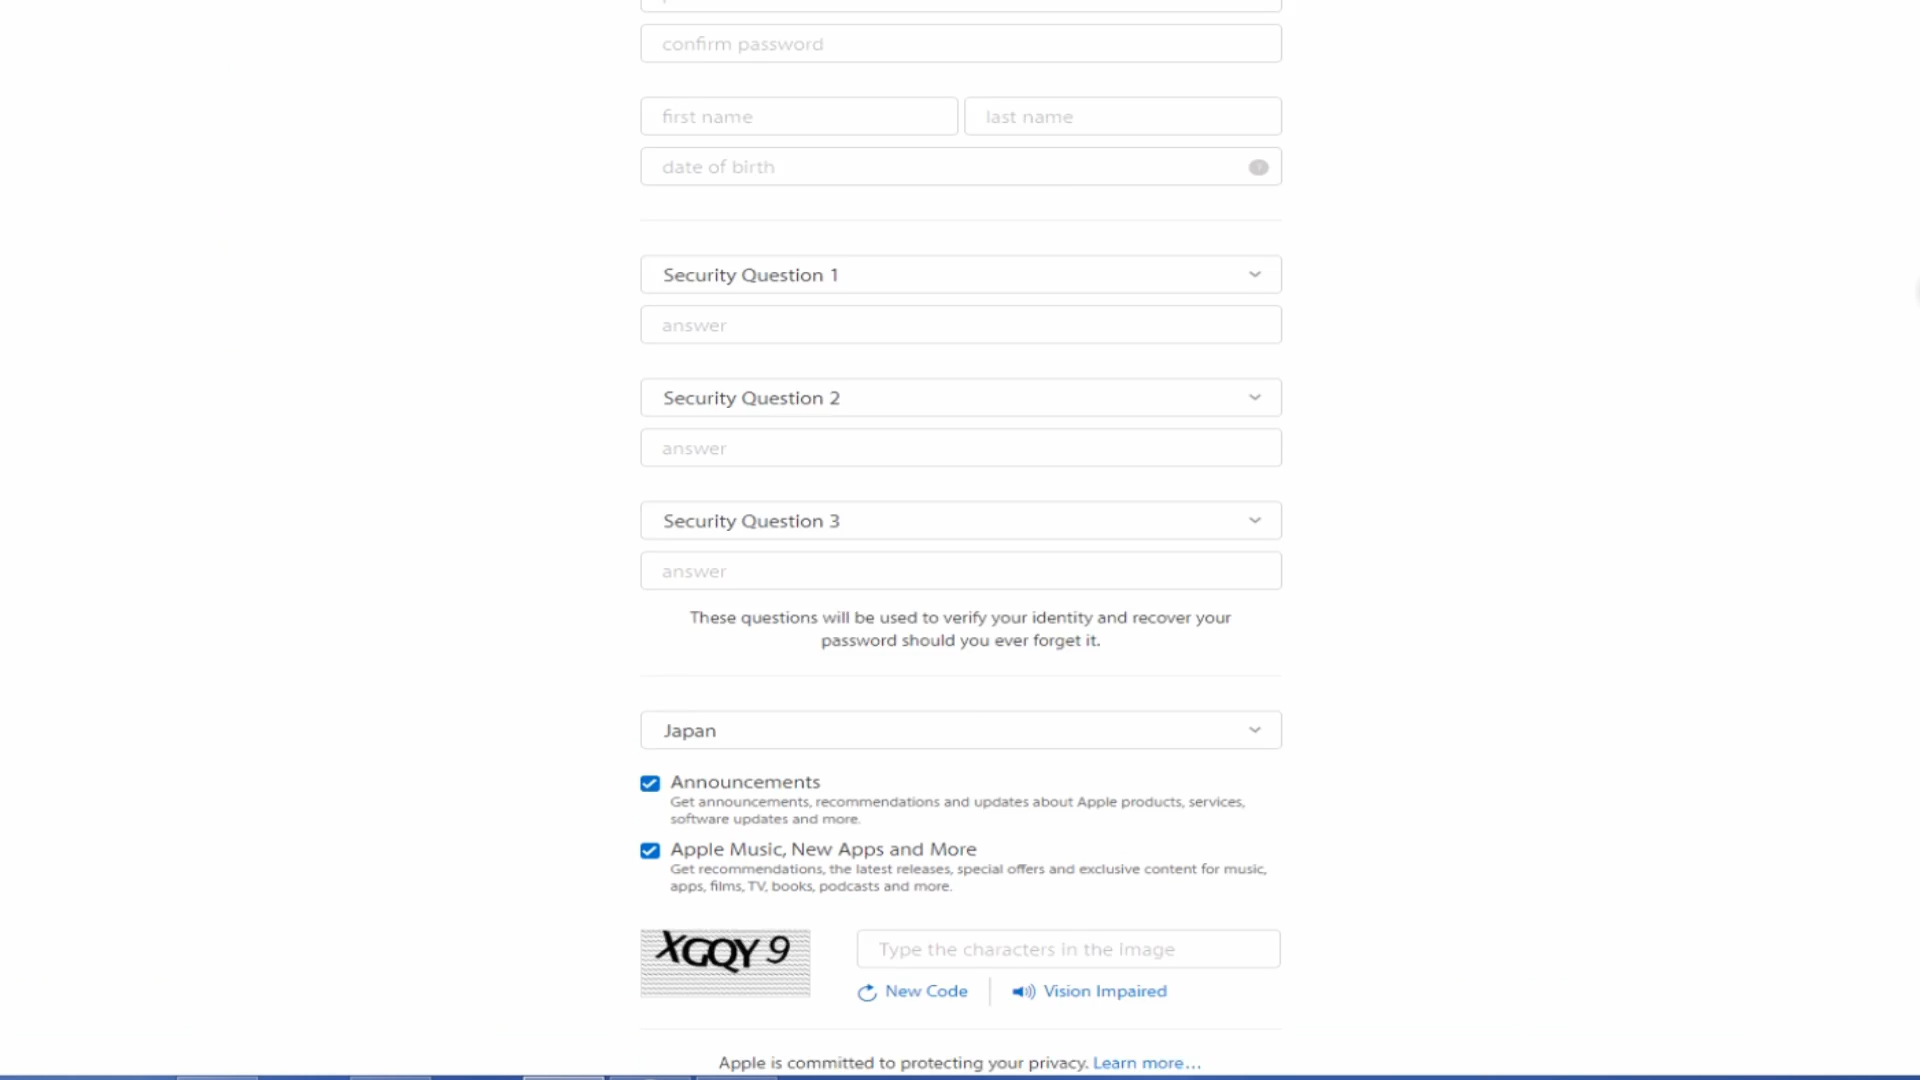 confirm password
first name
last name
date of birth
Security Question 1
answer
Security Question 2
answer
Security Question 3
answer
These questions will be used to verify your identity and recover your
password should you ever forget it.
Japan
Announcements
Get announcements, recommendations and updates about Apple products, services,
software updates and more.
Apple Music, New Apps and More
Get recommendations, the latest releases, special offers and exclusive content for music,
apps, films, TV, books, podcasts and more.
XGQY 9
Type the characters in the image
New Code
Vision Impaired
Apple is committed to protecting your privacy. Learn more...